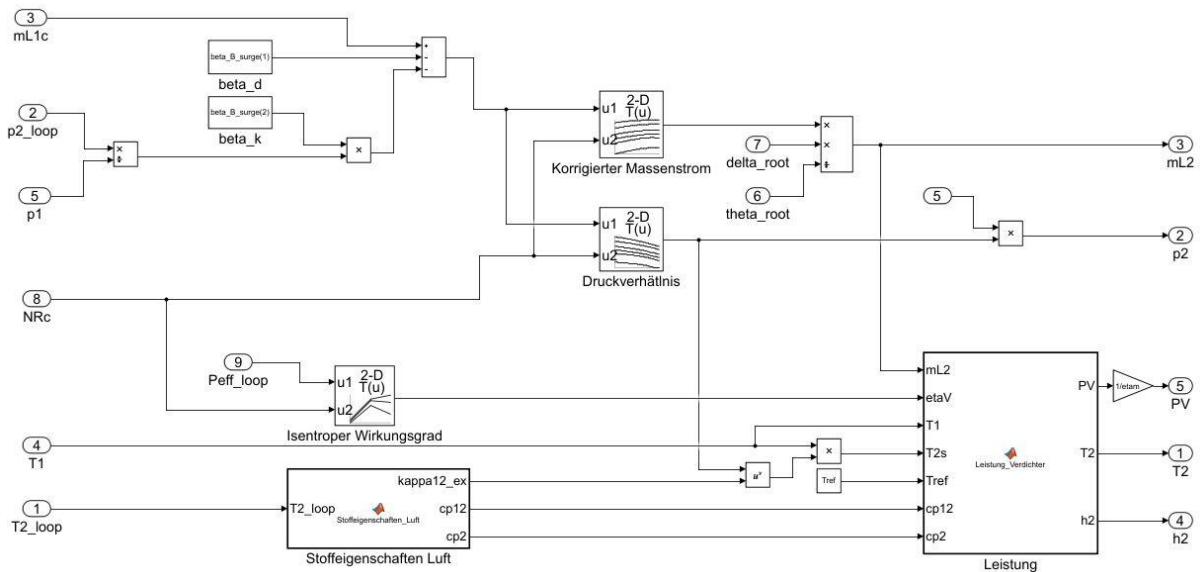 3
mL1c
beta_B_surge(1)
beta_d
2
p2_loop
beta_B_surge(2)
beta_k
×
÷
5
p1
+
-
-
×
u1
u2
2-D
T(u)
Korrigierter Massenstrom
7
delta_root
6
theta_root
×
×
÷
3
mL2
u1
u2
2-D
T(u)
Druckverhätlnis
5
×
2
p2
8
NRc
9
Peff_loop
u1
u2
2-D
T(u)
Isentroper Wirkungsgrad
4
T1
1
T2_loop
T2_loop
Stoffeigenschaften_Luft
kappa12_ex
cp12
cp2
Stoffeigenschaften Luft
uᵛ
×
Tref
mL2
etaV
T1
T2s
Tref
cp12
cp2
Leistung_Verdichter
PV
T2
h2
Leistung
1/etam
5
PV
1
T2
4
h2